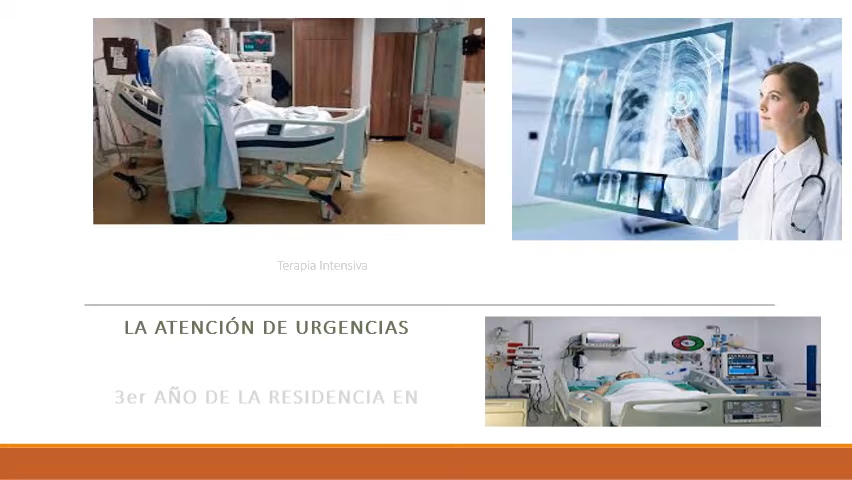 Terapia Intensiva
LA ATENCIÓN DE URGENCIAS
3er AÑO DE LA RESIDENCIA EN